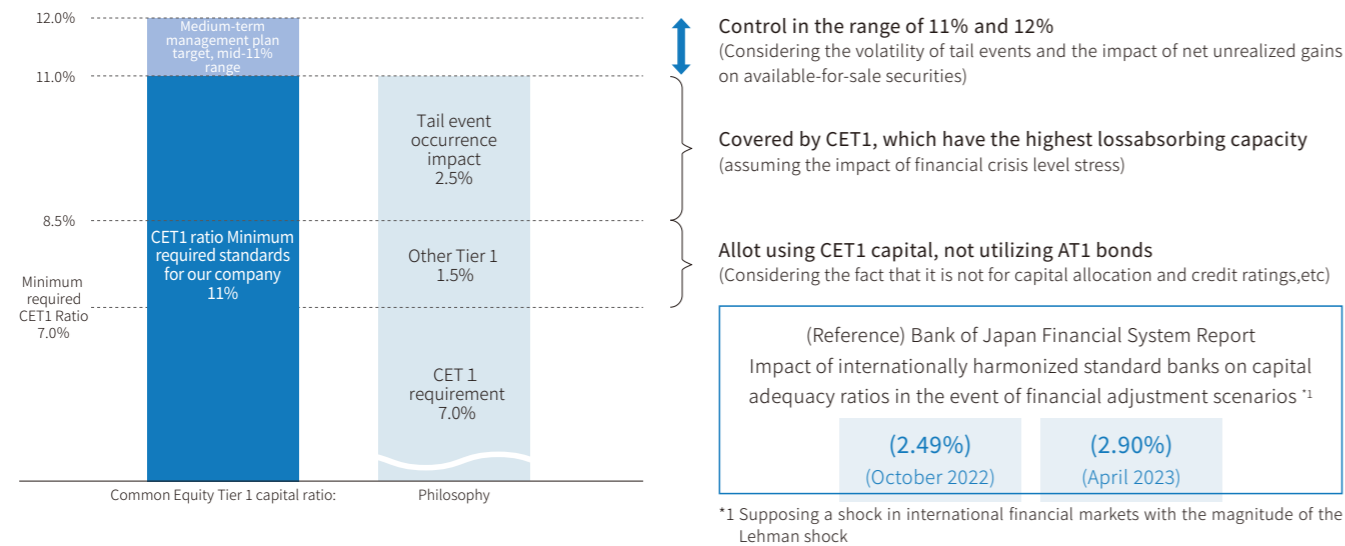 12.0%
Medium-term
management plan
target, mid-11%
range
11.0%
8.5%
Minimum
required
CET1 Ratio
7.0%
CET1 ratio Minimum
required standards
for our company
11%
Common Equity Tier 1 capital ratio:
Tail event
occurrence
impact
2.5%
Other Tier 1
1.5%
CET 1
requirement
7.0%
Philosophy
Control in the range of 11% and 12%
(Considering the volatility of tail events and the impact of net unrealized gains
on available-for-sale securities)
Covered by CET1, which have the highest lossabsorbing capacity
(assuming the impact of financial crisis level stress)
Allot using CET1 capital, not utilizing AT1 bonds
(Considering the fact that it is not for capital allocation and credit ratings,etc)
(Reference) Bank of Japan Financial System Report
Impact of internationally harmonized standard banks on capital
adequacy ratios in the event of financial adjustment scenarios *1
(2.49%)
(October 2022)
(2.90%)
(April 2023)
*1 Supposing a shock in international financial markets with the magnitude of the
Lehman shock